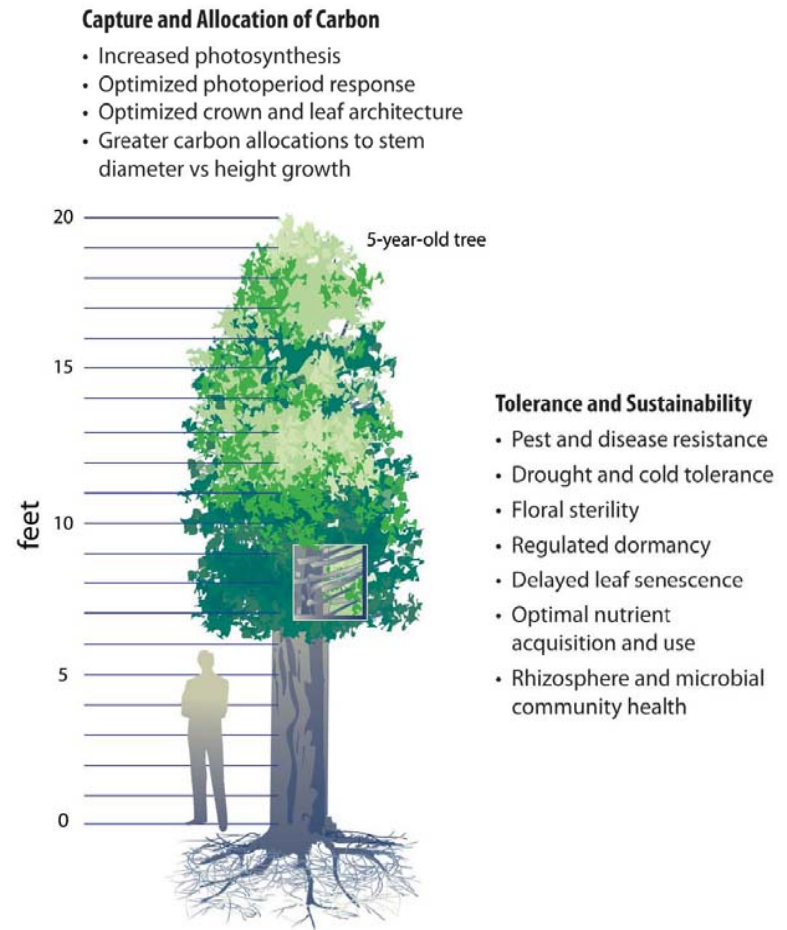 Capture and Allocation of Carbon
• Increased photosynthesis
• Optimized photoperiod response
• Optimized crown and leaf architecture
• Greater carbon allocations to stem
diameter vs height growth
20
5-year-old tree
15
Tolerance and Sustainability
• Pest and disease resistance
• Drought and cold tolerance
feet
10
• Floral sterility
• Regulated dormancy
• Delayed leaf senescence
• Optimal nutrient
acquisition and use
5
• Rhizosphere and microbial
community health
0